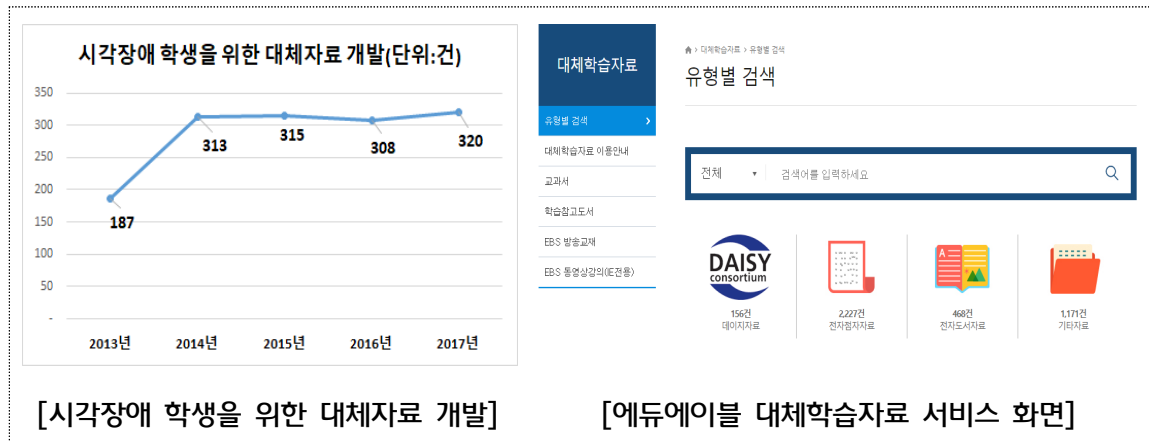 시각장애 학생을 위한 대체자료 개발(단위:건)
350
300
250
200
150
100
50
-
187
313
315
308
320
2013년 2014년 2015년 2016년 2017년
[시각장애 학생을 위한 대체자료 개발]
대체학습자료
유형별 검색 >
대체학습자료 이용안내
교과서
학습참고도서
EBS 방송교재
EBS 동영상강의(IE전용)
> 대체학습자료 > 유형별 검색
유형별 검색
전체 ▾ 검색어를 입력하세요
DAISY
consortium
A
156건 2,227건 468건 1,171건
데이지자료 전자점자자료 전자도서자료 기타자료
[에듀에이블 대체학습자료 서비스 화면]